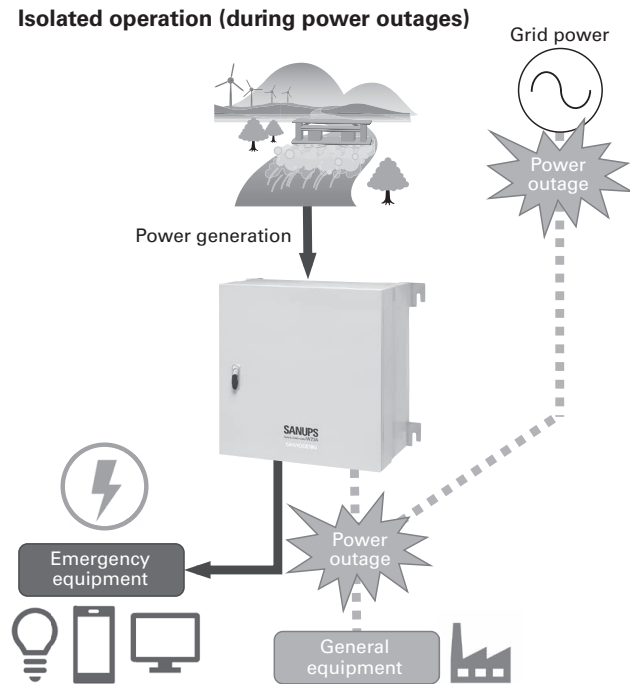 Isolated operation (during power outages)
Grid power
Power
outage
Power generation
SANUPS
Emergency
equipment
Power
outage
General
equipment